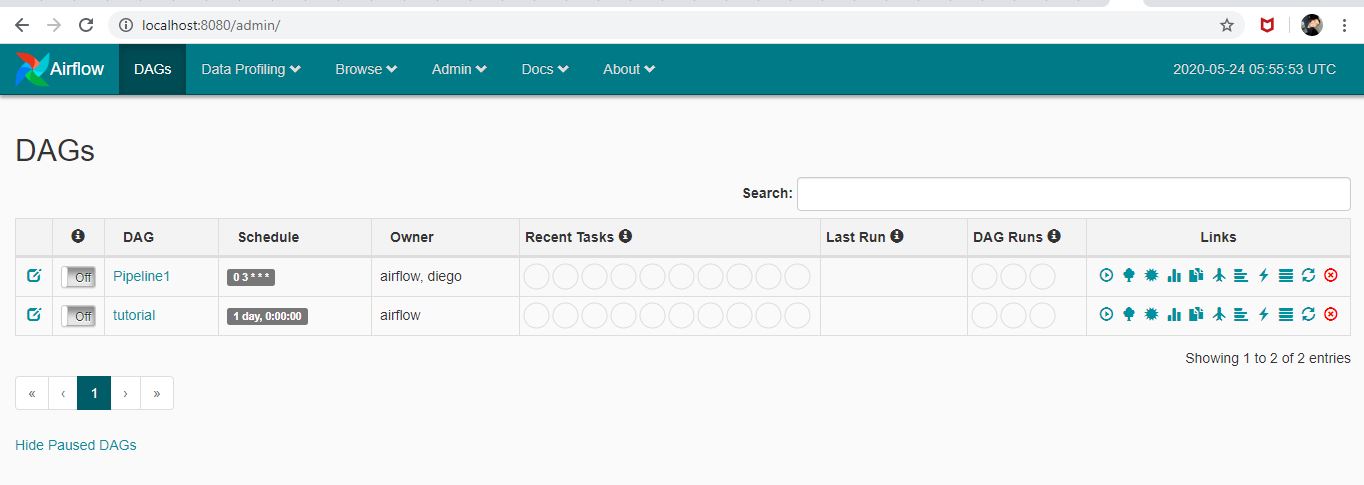 localhost:8080/admin/
Airflow DAGs Data Profiling Browse Admin Docs About 2020-05-24 05:55:53 UTC
DAGs
Search:
DAG Schedule Owner Recent Tasks Last Run DAG Runs Links
Off Pipeline1 0 3 * * * airflow, diego
Off tutorial 1 day, 0:00:00 airflow
Showing 1 to 2 of 2 entries
« ‹ 1 › »
Hide Paused DAGs